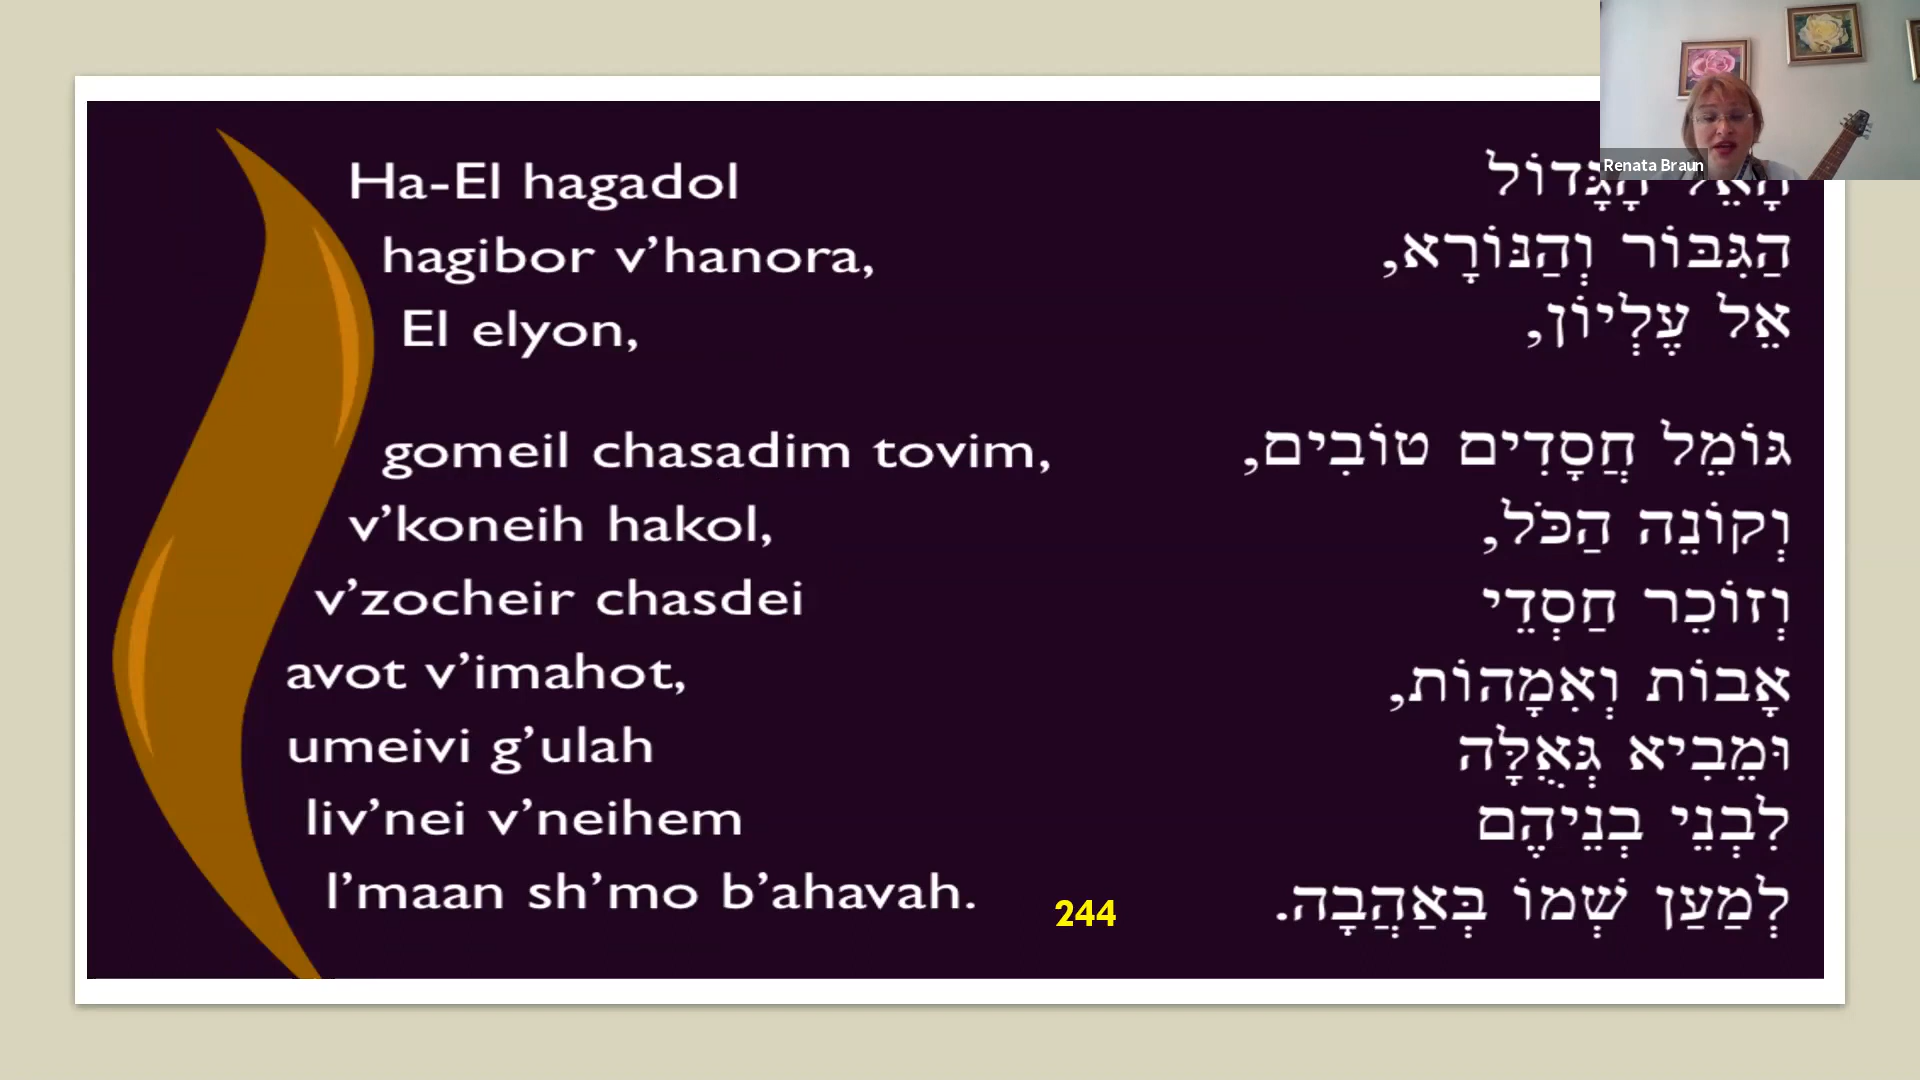 Renata Braun
Ha-El hagadol
hagibor v’hanora,
El elyon,
gomeil chasadim tovim,
v’koneih hakol,
v’zocheir chasdei
avot v’imahot,
umeivi g’ulah
liv’nei v’neihem
l’maan sh’mo b’ahavah.
244
הָאֵל הַגָּדוֹל
הַגִּבּוֹר וְהַנּוֹרָא,
אֵל עֶלְיוֹן,
גּוֹמֵל חֲסָדִים טוֹבִים,
וְקוֹנֵה הַכֹּל,
וְזוֹכֵר חַסְדֵי
אָבוֹת וְאִמָהוֹת,
וּמֵבִיא גְּאֻלָּה
לִבְנֵי בְנֵיהֶם
לְמַעַן שְׁמוֹ בְּאַהֲבָה.